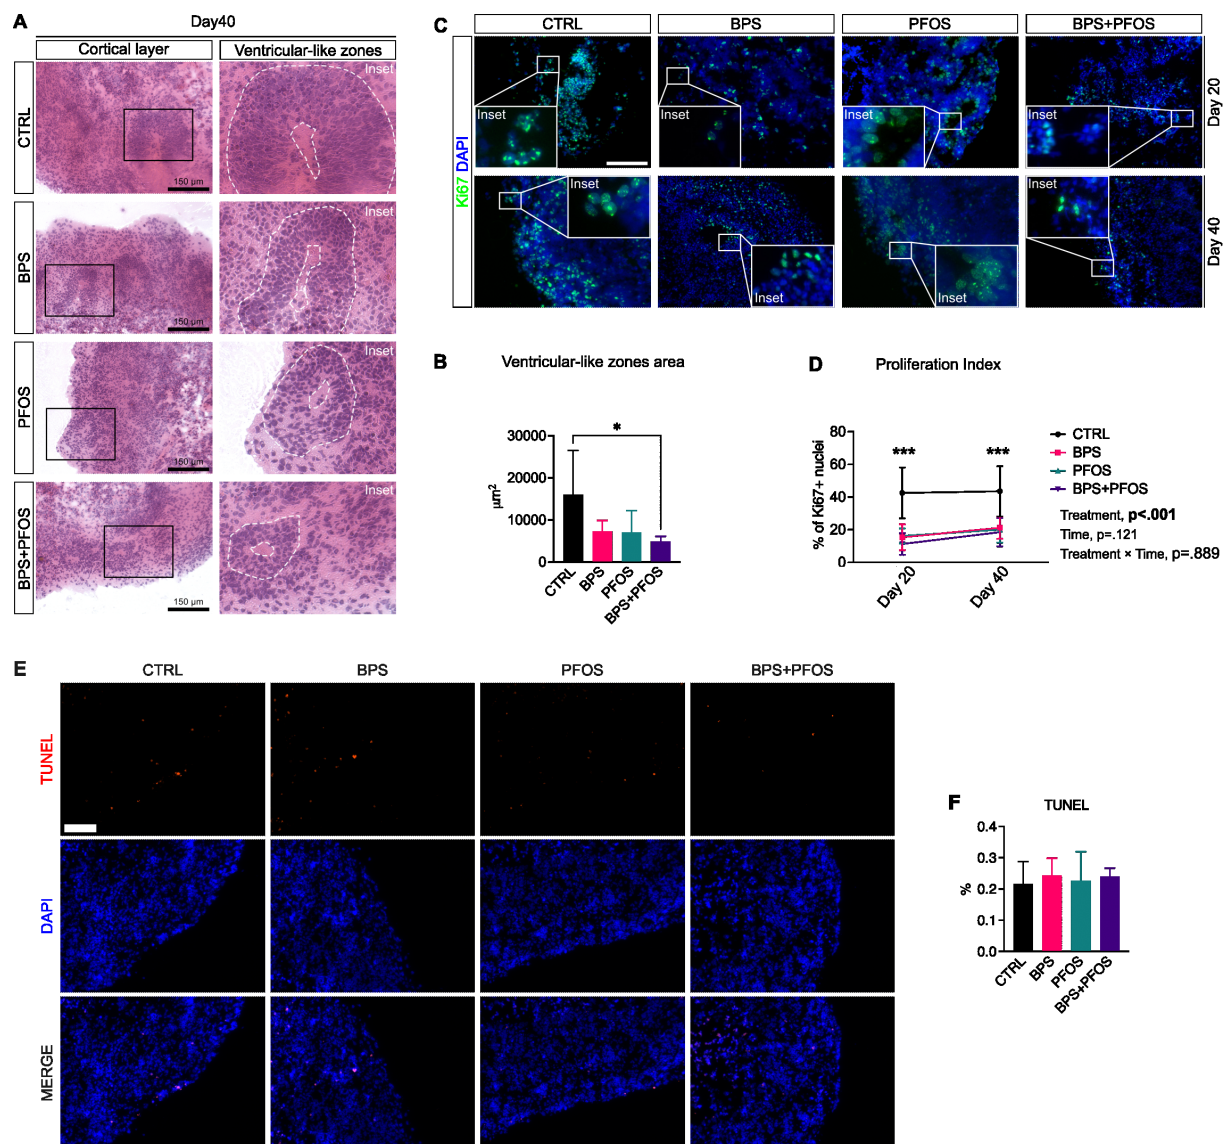 A
Day40
Cortical layer
Ventricular-like zones
CTRL
150 µm
Inset
BPS
150 µm
Inset
PFOS
150 µm
Inset
BPS+PFOS
150 µm
Inset
C
CTRL
BPS
PFOS
BPS+PFOS
Ki67 DAPI
Inset
Inset
Inset
Inset
Day 20
Inset
Inset
Inset
Inset
Day 40
B
Ventricular-like zones area
µm2
30000
20000
10000
0
*
CTRL
BPS
PFOS
BPS+PFOS
D
Proliferation Index
% of Ki67+ nuclei
80
60
40
20
0
***
***
Day 20
Day 40
CTRL
BPS
PFOS
BPS+PFOS
Treatment, p<.001
Time, p=.121
Treatment × Time, p=.889
E
CTRL
BPS
PFOS
BPS+PFOS
TUNEL
DAPI
MERGE
F
TUNEL
%
0.4
0.3
0.2
0.1
0.0
CTRL
BPS
PFOS
BPS+PFOS